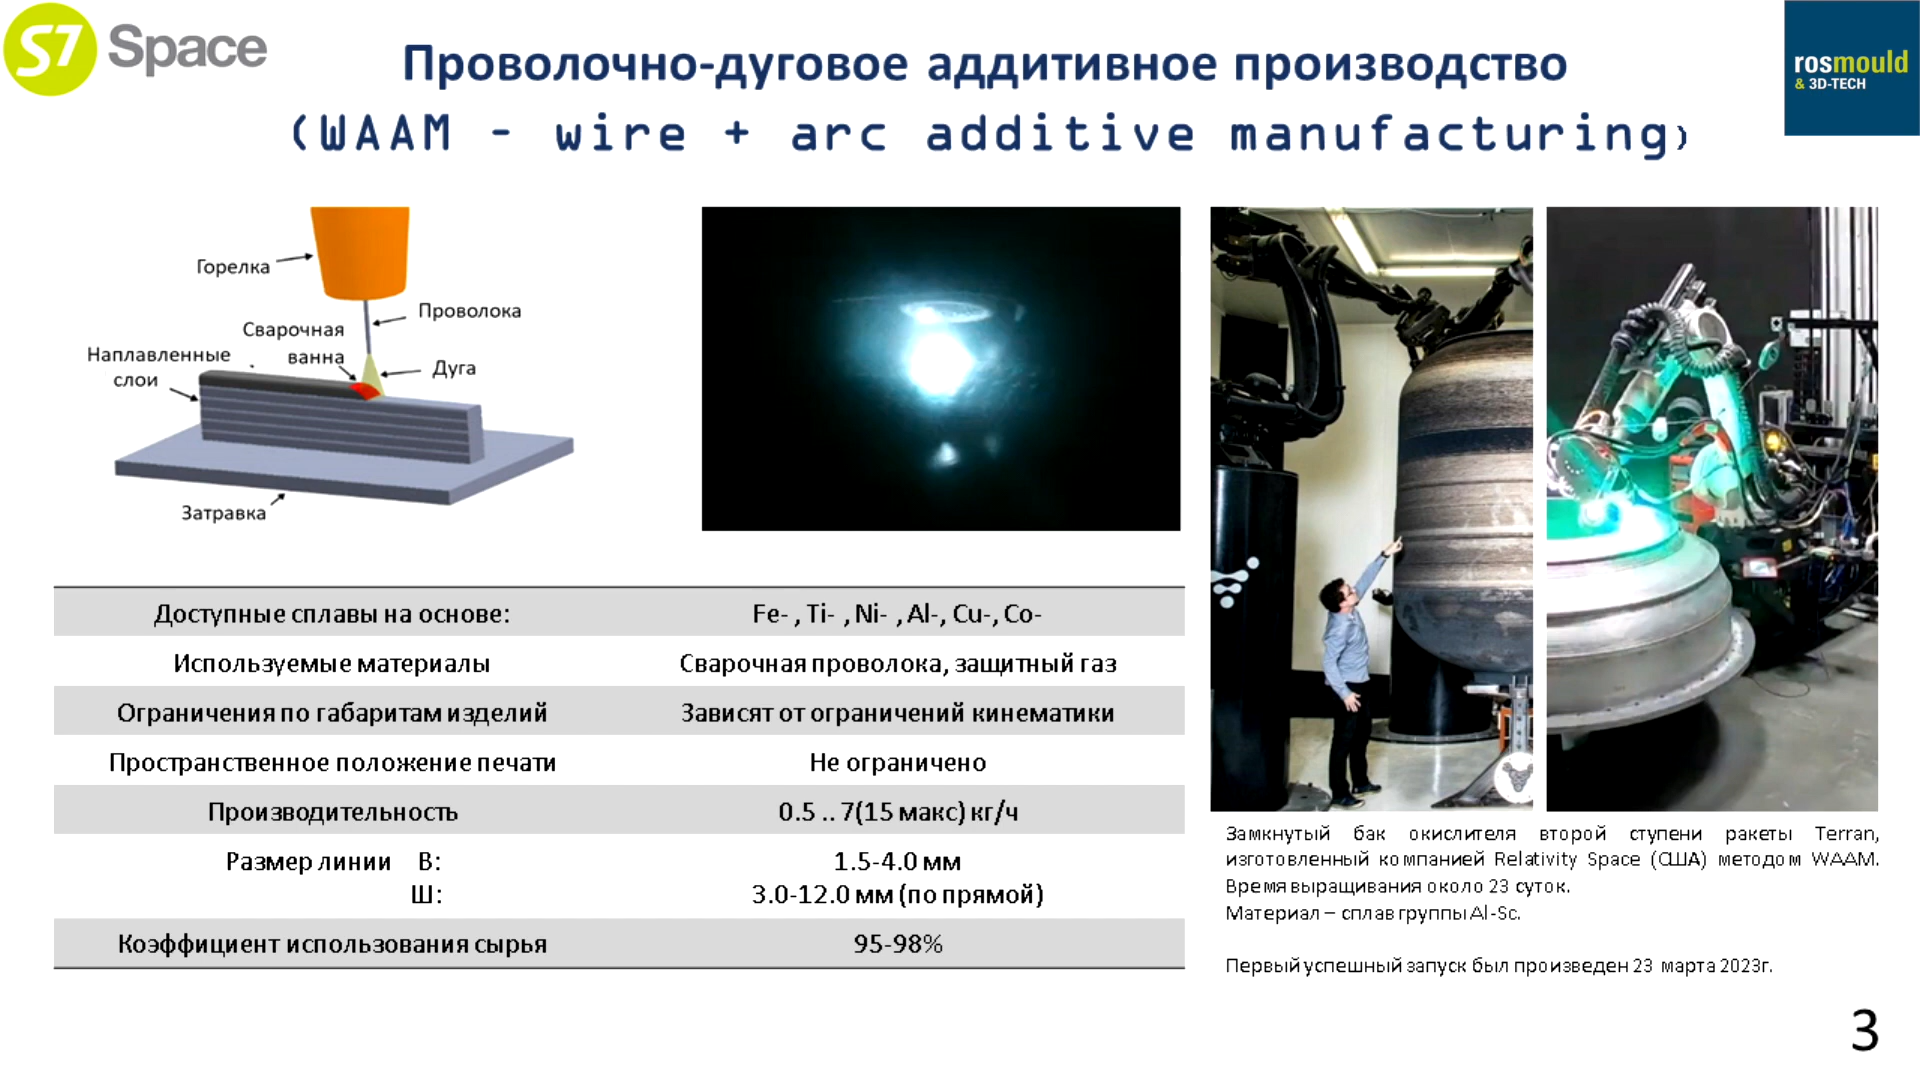 S7 Space
Проволочно-дуговое аддитивное производство
(WAAM - wire + arc additive manufacturing)
rosmould
& 3D-TECH
Горелка
Проволока
Сварочная
ванна
Наплавленные
слои
Дуга
Затравка
Доступные сплавы на основе: Fe- , Ti- , Ni- , Al-, Cu-, Co-
Используемые материалы Сварочная проволока, защитный газ
Ограничения по габаритам изделий Зависят от ограничений кинематики
Пространственное положение печати Не ограничено
Производительность 0.5 .. 7(15 макс) кг/ч
Размер линии В: 1.5-4.0 мм
Ш: 3.0-12.0 мм (по прямой)
Коэффициент использования сырья 95-98%
Замкнутый бак окислителя второй ступени ракеты Terran,
изготовленный компанией Relativity Space (США) методом WAAM.
Время выращивания около 23 суток.
Материал – сплав группы Al-Sc.
Первый успешный запуск был произведен 23 марта 2023г.
3